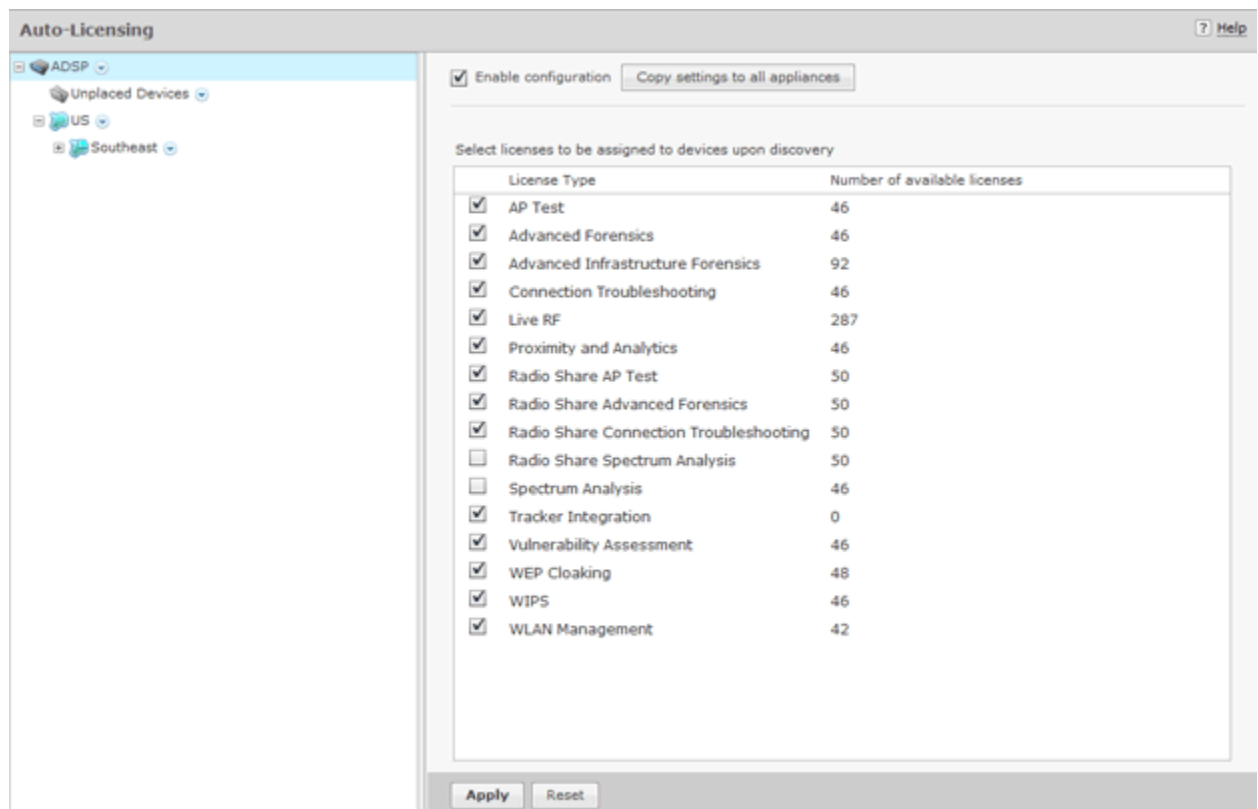 Auto-Licensing
? Help
ADSP
Unplaced Devices
US
Southeast
Enable configuration Copy settings to all appliances
Select licenses to be assigned to devices upon discovery
License Type Number of available licenses
AP Test 46
Advanced Forensics 46
Advanced Infrastructure Forensics 92
Connection Troubleshooting 46
Live RF 287
Proximity and Analytics 46
Radio Share AP Test 50
Radio Share Advanced Forensics 50
Radio Share Connection Troubleshooting 50
Radio Share Spectrum Analysis 50
Spectrum Analysis 46
Tracker Integration 0
Vulnerability Assessment 46
WEP Cloaking 48
WIPS 46
WLAN Management 42
Apply Reset